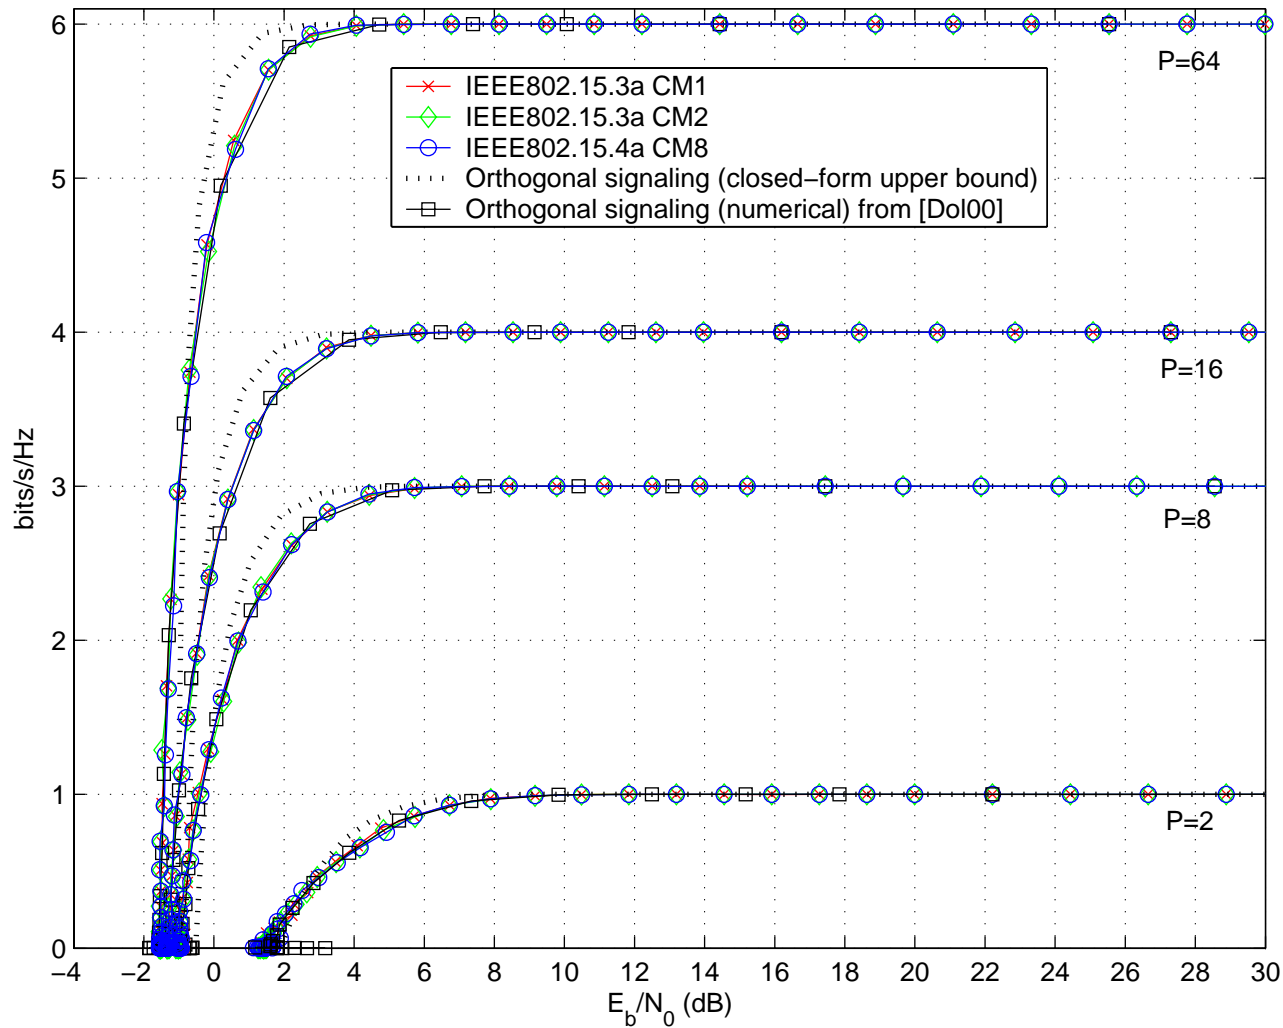 6
P=64
IEEE802.15.3a CM1
IEEE802.15.3a CM2
IEEE802.15.4a CM8
Orthogonal signaling (closed−form upper bound)
Orthogonal signaling (numerical) from [Dol00]
5
4
P=16
bits/s/Hz
3
P=8
2
1
P=2
0
−4 −2 0 2 4 6 8 10 12 14 16 18 20 22 24 26 28 30
E_b/N_0 (dB)